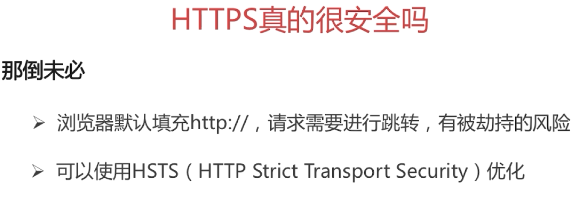 HTTPS真的很安全吗
那倒未必
➢ 浏览器默认填充http://，请求需要进行跳转，有被劫持的风险
➢ 可以使用HSTS（HTTP Strict Transport Security）优化